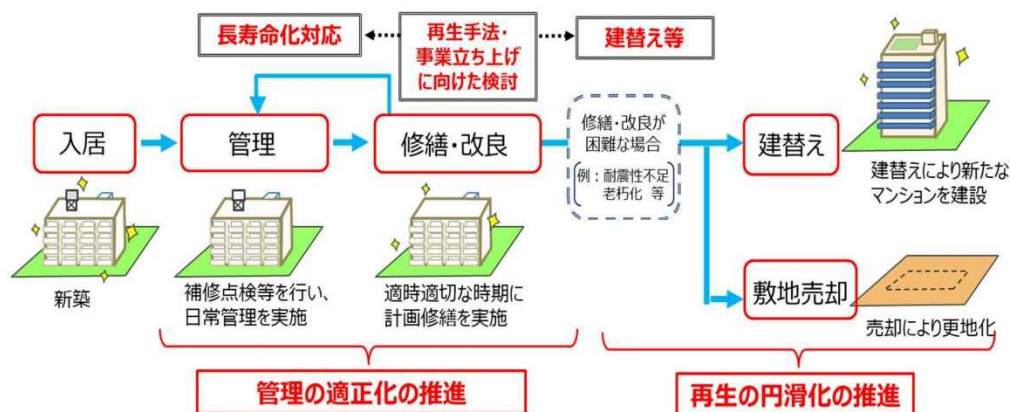 長寿命化対応
再生手法・
事業立ち上げ
に向けた検討
建替え等
入居
管理
修繕・改良
修繕・改良が
困難な場合
例：耐震性不足
老朽化 等
建替え
建替えにより新たな
マンションを建設
新築
補修点検等を行い、
日常管理を実施
適時適切な時期に
計画修繕を実施
敷地売却
売却により更地化
管理の適正化の推進
再生の円滑化の推進